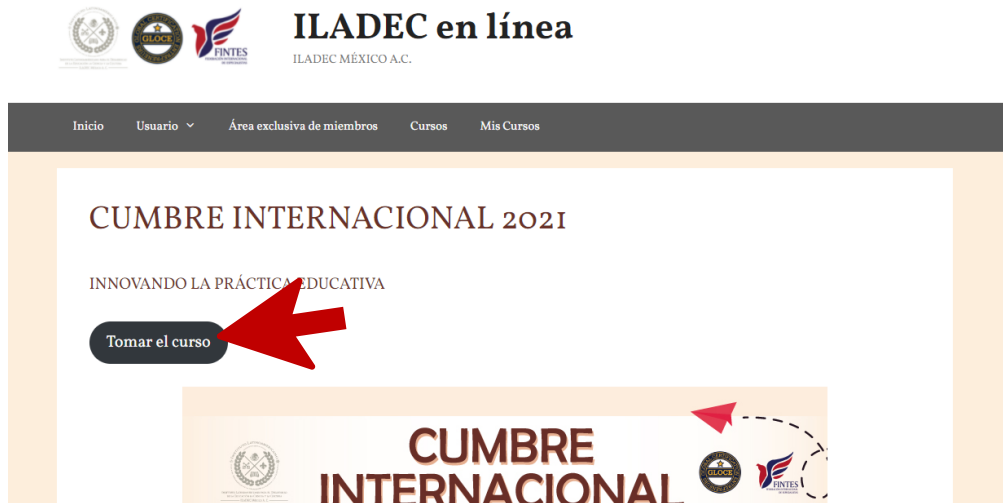 ILADEC en línea
GLOCE
FINTES
ILADEC MÉXICO A.C.
Inicio Usuario Área exclusiva de miembros Cursos Mis Cursos
CUMBRE INTERNACIONAL 2021
INNOVANDO LA PRÁCTICA EDUCATIVA
Tomar el curso
CUMBRE
INTERNACIONAL
GLOCE
FINTES